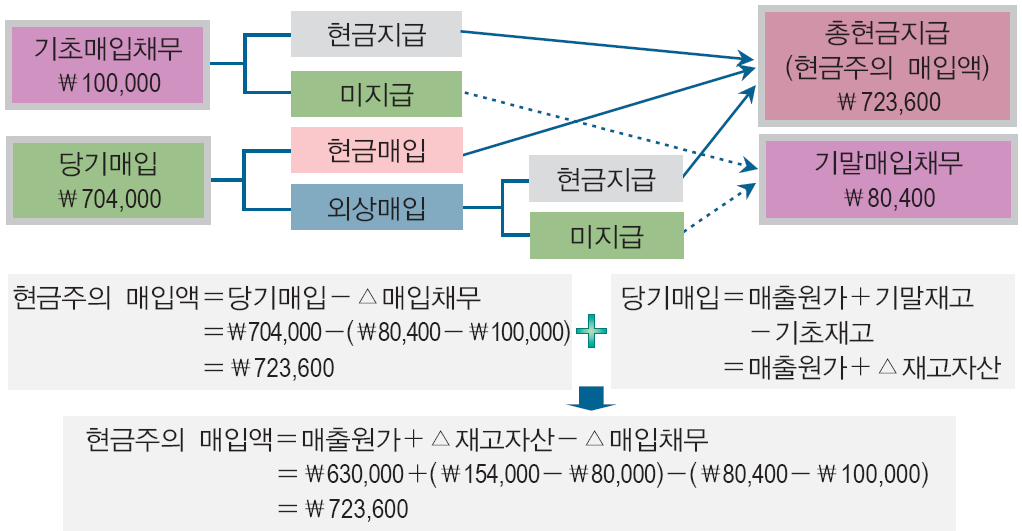 기초매입채무
₩100,000
현금지급
미지급
당기매입
₩704,000
현금매입
외상매입
현금지급
미지급
총현금지급
(현금주의 매입액)
₩723,600
기말매입채무
₩80,400
현금주의 매입액=당기매입-△매입채무
=₩704,000-(₩80,400-₩100,000)
=₩723,600
당기매입=매출원가+기말재고
-기초재고
=매출원가+△재고자산
현금주의 매입액=매출원가+△재고자산-△매입채무
=₩630,000+(₩154,000-₩80,000)-(₩80,400-₩100,000)
=₩723,600